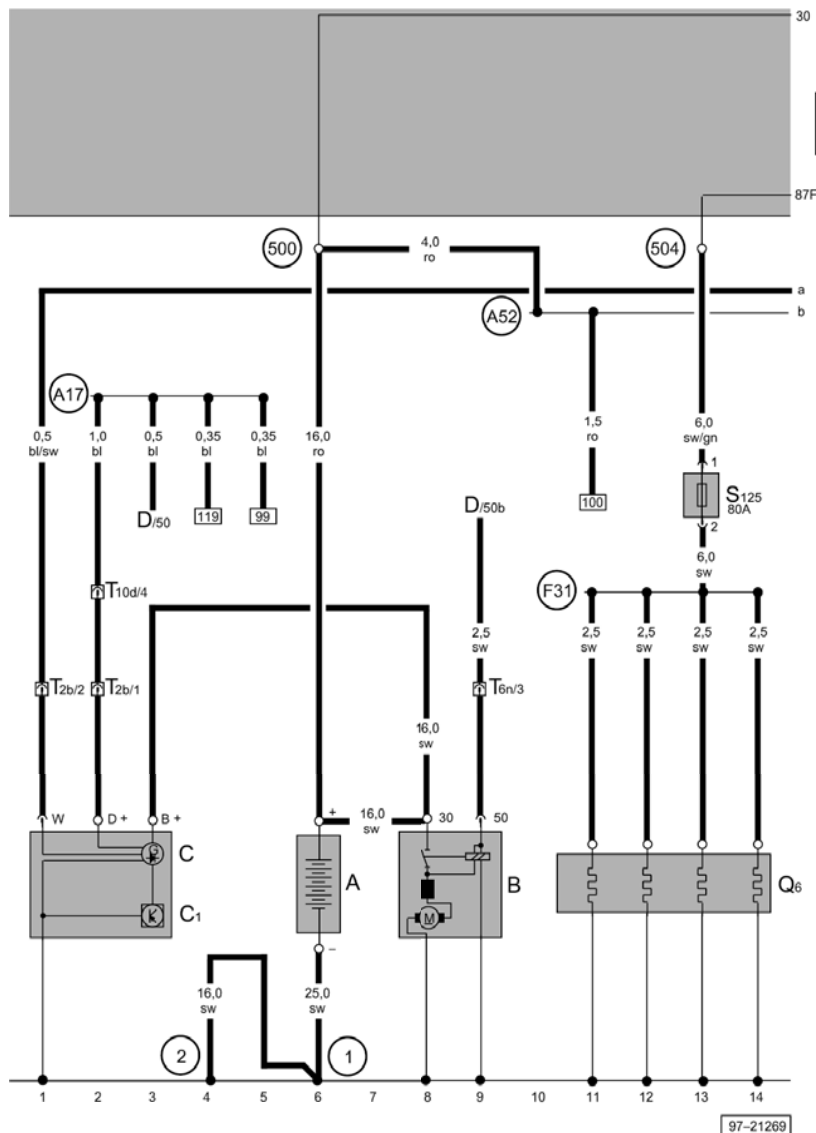 30
87F
500
4,0
ro
504
a
A52
b
A17
0,5
bl/sw
1,0
bl
0,5
bl
0,35
bl
0,35
bl
16,0
ro
1,5
ro
6,0
sw/gn
1
D/50
119
99
D/50b
100
S125
80A
2
6,0
sw
T10d/4
F31
2,5
sw
2,5
sw
2,5
sw
2,5
sw
2,5
sw
T2b/2
T2b/1
T6n/3
16,0
sw
W
D +
B +
+
16,0
sw
30
50
G
C
A
B
M
Q6
C1
–
16,0
sw
25,0
sw
2
1
1 2 3 4 5 6 7 8 9 10 11 12 13 14
97–21269